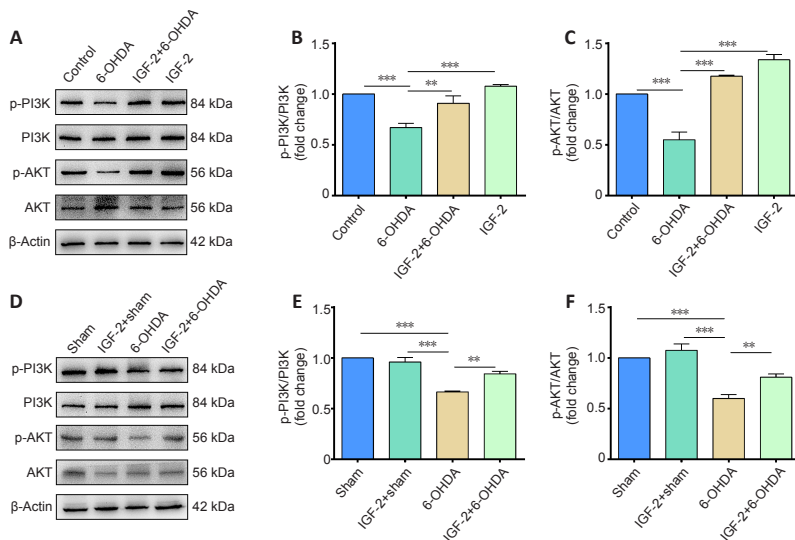 A
Control
6-OHDA
IGF-2+6-OHDA
IGF-2
p-PI3K 84 kDa
PI3K 84 kDa
p-AKT 56 kDa
AKT 56 kDa
β-Actin 42 kDa
B
p-PI3K/PI3K
(fold change)
1.5
1.0
0.5
0
***
***
**
Control
6-OHDA
IGF-2+6-OHDA
IGF-2
C
p-AKT/AKT
(fold change)
1.5
1.0
0.5
0
***
***
***
Control
6-OHDA
IGF-2+6-OHDA
IGF-2
D
Sham
IGF-2+sham
6-OHDA
IGF-2+6-OHDA
p-PI3K 84 kDa
PI3K 84 kDa
p-AKT 56 kDa
AKT 56 kDa
β-Actin 42 kDa
E
p-PI3K/PI3K
(fold change)
1.5
1.0
0.5
0
***
***
**
Sham
IGF-2+sham
6-OHDA
IGF-2+6-OHDA
F
p-AKT/AKT
(fold change)
1.5
1.0
0.5
0
***
***
**
Sham
IGF-2+sham
6-OHDA
IGF-2+6-OHDA